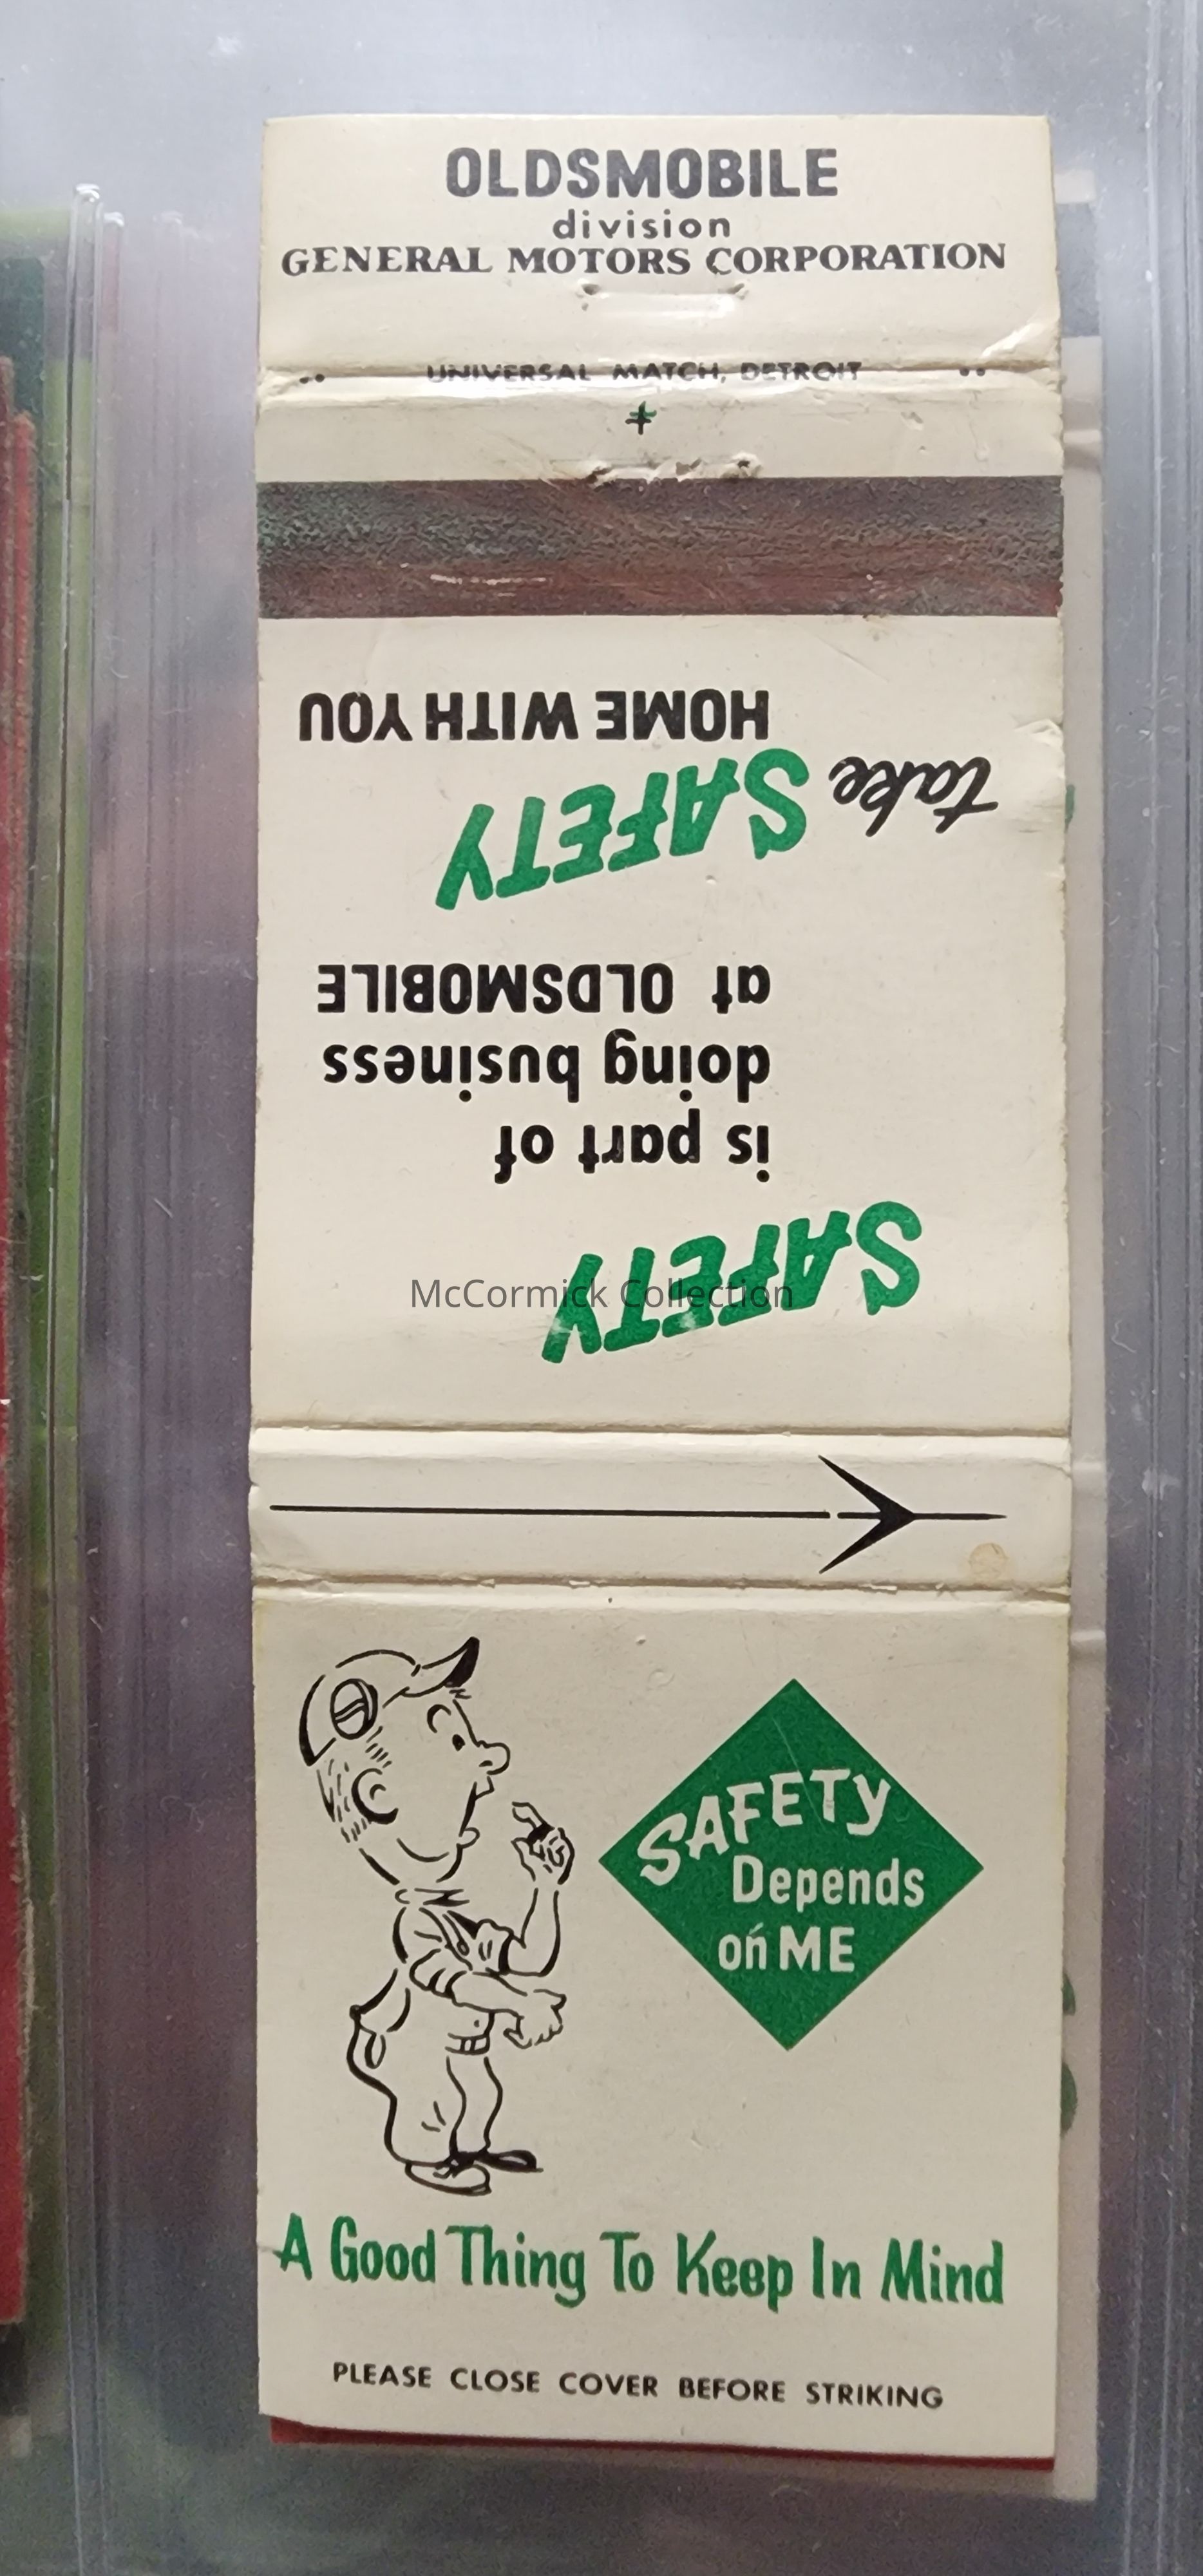 OLDSMOBILE
division
GENERAL MOTORS CORPORATION
UNIVERSAL MATCH, DETROIT
SAFETY
is part of
doing business
at OLDSMOBILE
take SAFETY
HOME WITH YOU
McCormick Collection
SAFETY
Depends
on ME
A Good Thing To Keep In Mind
PLEASE CLOSE COVER BEFORE STRIKING